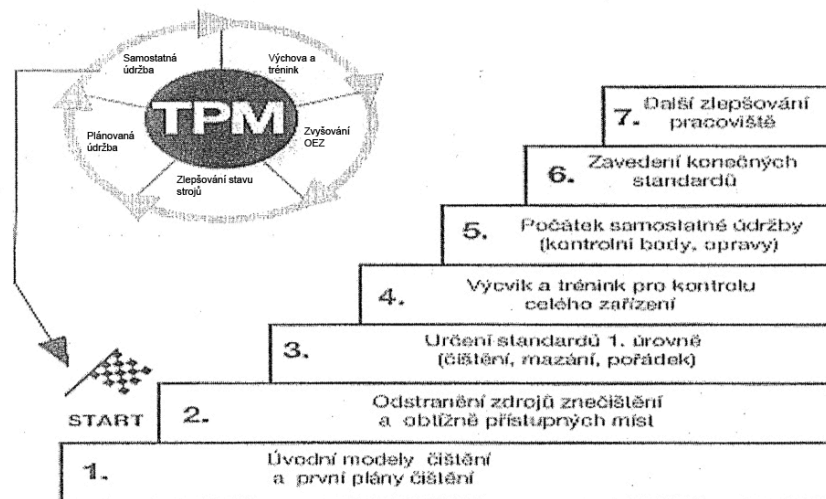 Samostatná
údržba
Výchova a
trénink
TPM
Plánovaná
údržba
Zvyšování
OEZ
Zlepšování stavu
strojů
7. Další zlepšování
pracoviště
6. Zavedení konečných
standardů
5. Počátek samostatné údržby
(kontrolní body, opravy)
4. Výcvik a trénink pro kontrolu
celého zařízení
3. Určení standardů 1. úrovně
(čištění, mazání, pořádek)
START
2. Odstranění zdrojů znečištění
a obtížně přístupných míst
1. Úvodní modely čištění
a první plány čištění